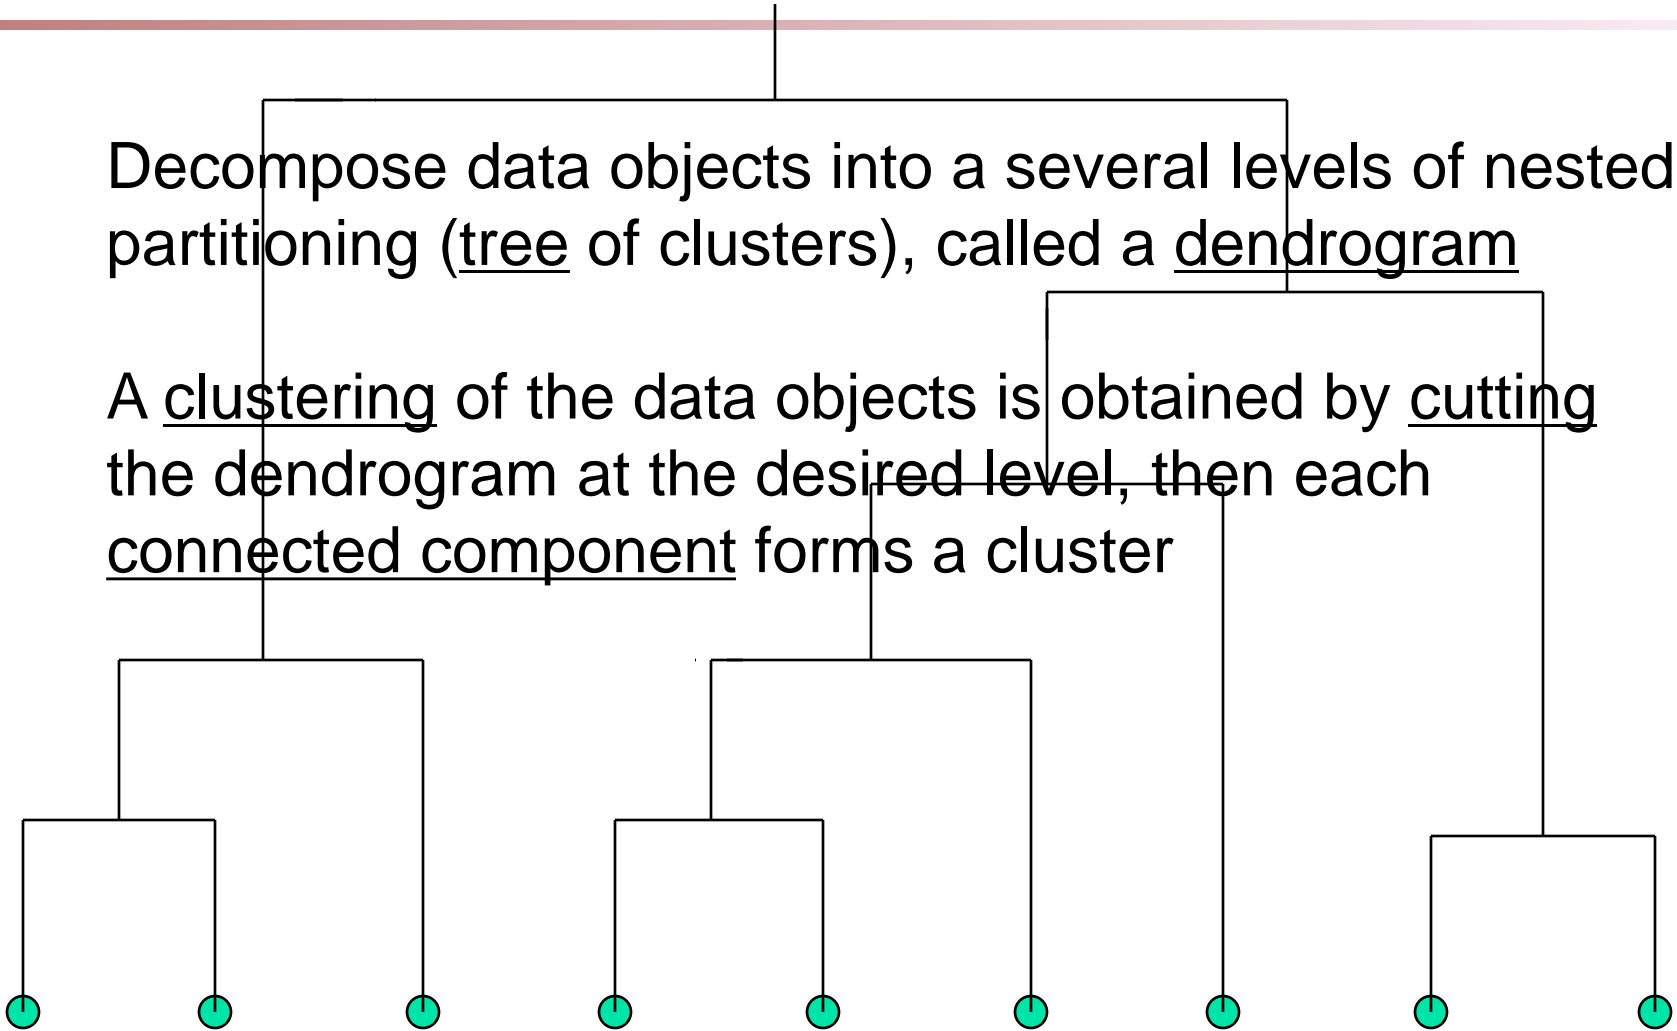 Decompose data objects into a several levels of nested
partitioning (tree of clusters), called a dendrogram
A clustering of the data objects is obtained by cutting
the dendrogram at the desired level, then each
connected component forms a cluster